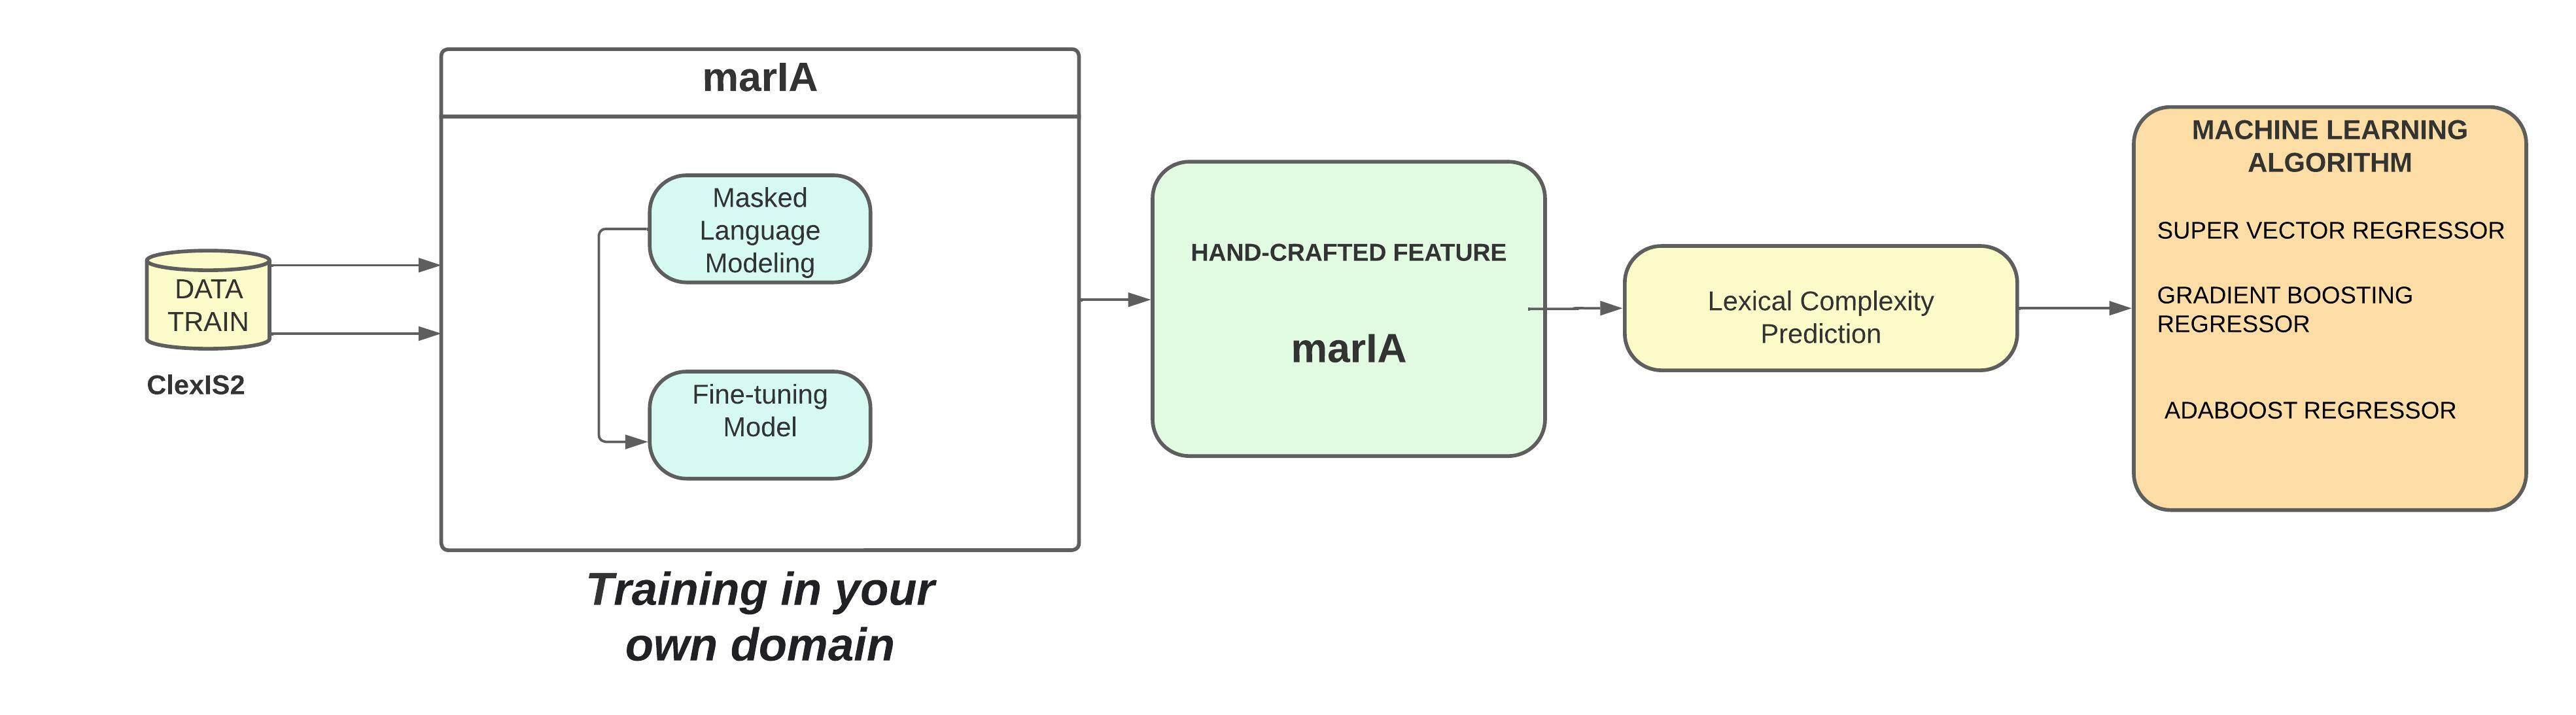 DATA
TRAIN
ClexIS2
marIA
Masked
Language
Modeling
Fine-tuning
Model
Training in your
own domain
HAND-CRAFTED FEATURE
marIA
Lexical Complexity
Prediction
MACHINE LEARNING
ALGORITHM
SUPER VECTOR REGRESSOR
GRADIENT BOOSTING
REGRESSOR
ADABOOST REGRESSOR